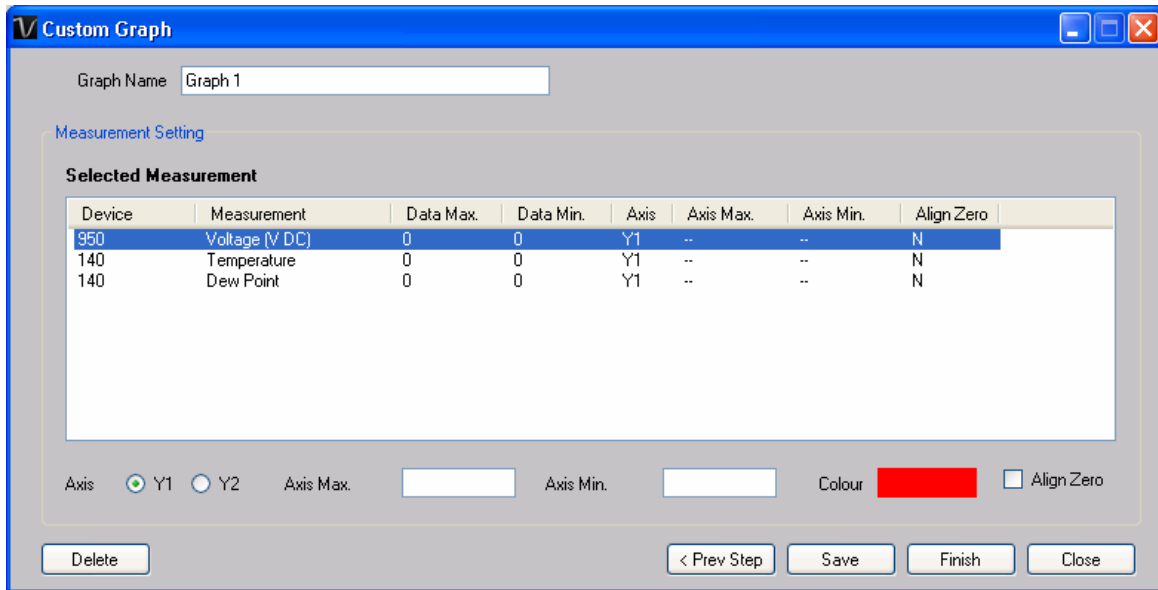 Custom Graph
Graph Name Graph 1
Measurement Setting
Selected Measurement
Device Measurement Data Max. Data Min. Axis Axis Max. Axis Min. Align Zero
950 Voltage (V DC) 0 0 Y1 -- -- N
140 Temperature 0 0 Y1 -- -- N
140 Dew Point 0 0 Y1 -- -- N
Axis Y1 Y2 Axis Max. Axis Min. Colour Align Zero
Delete < Prev Step Save Finish Close